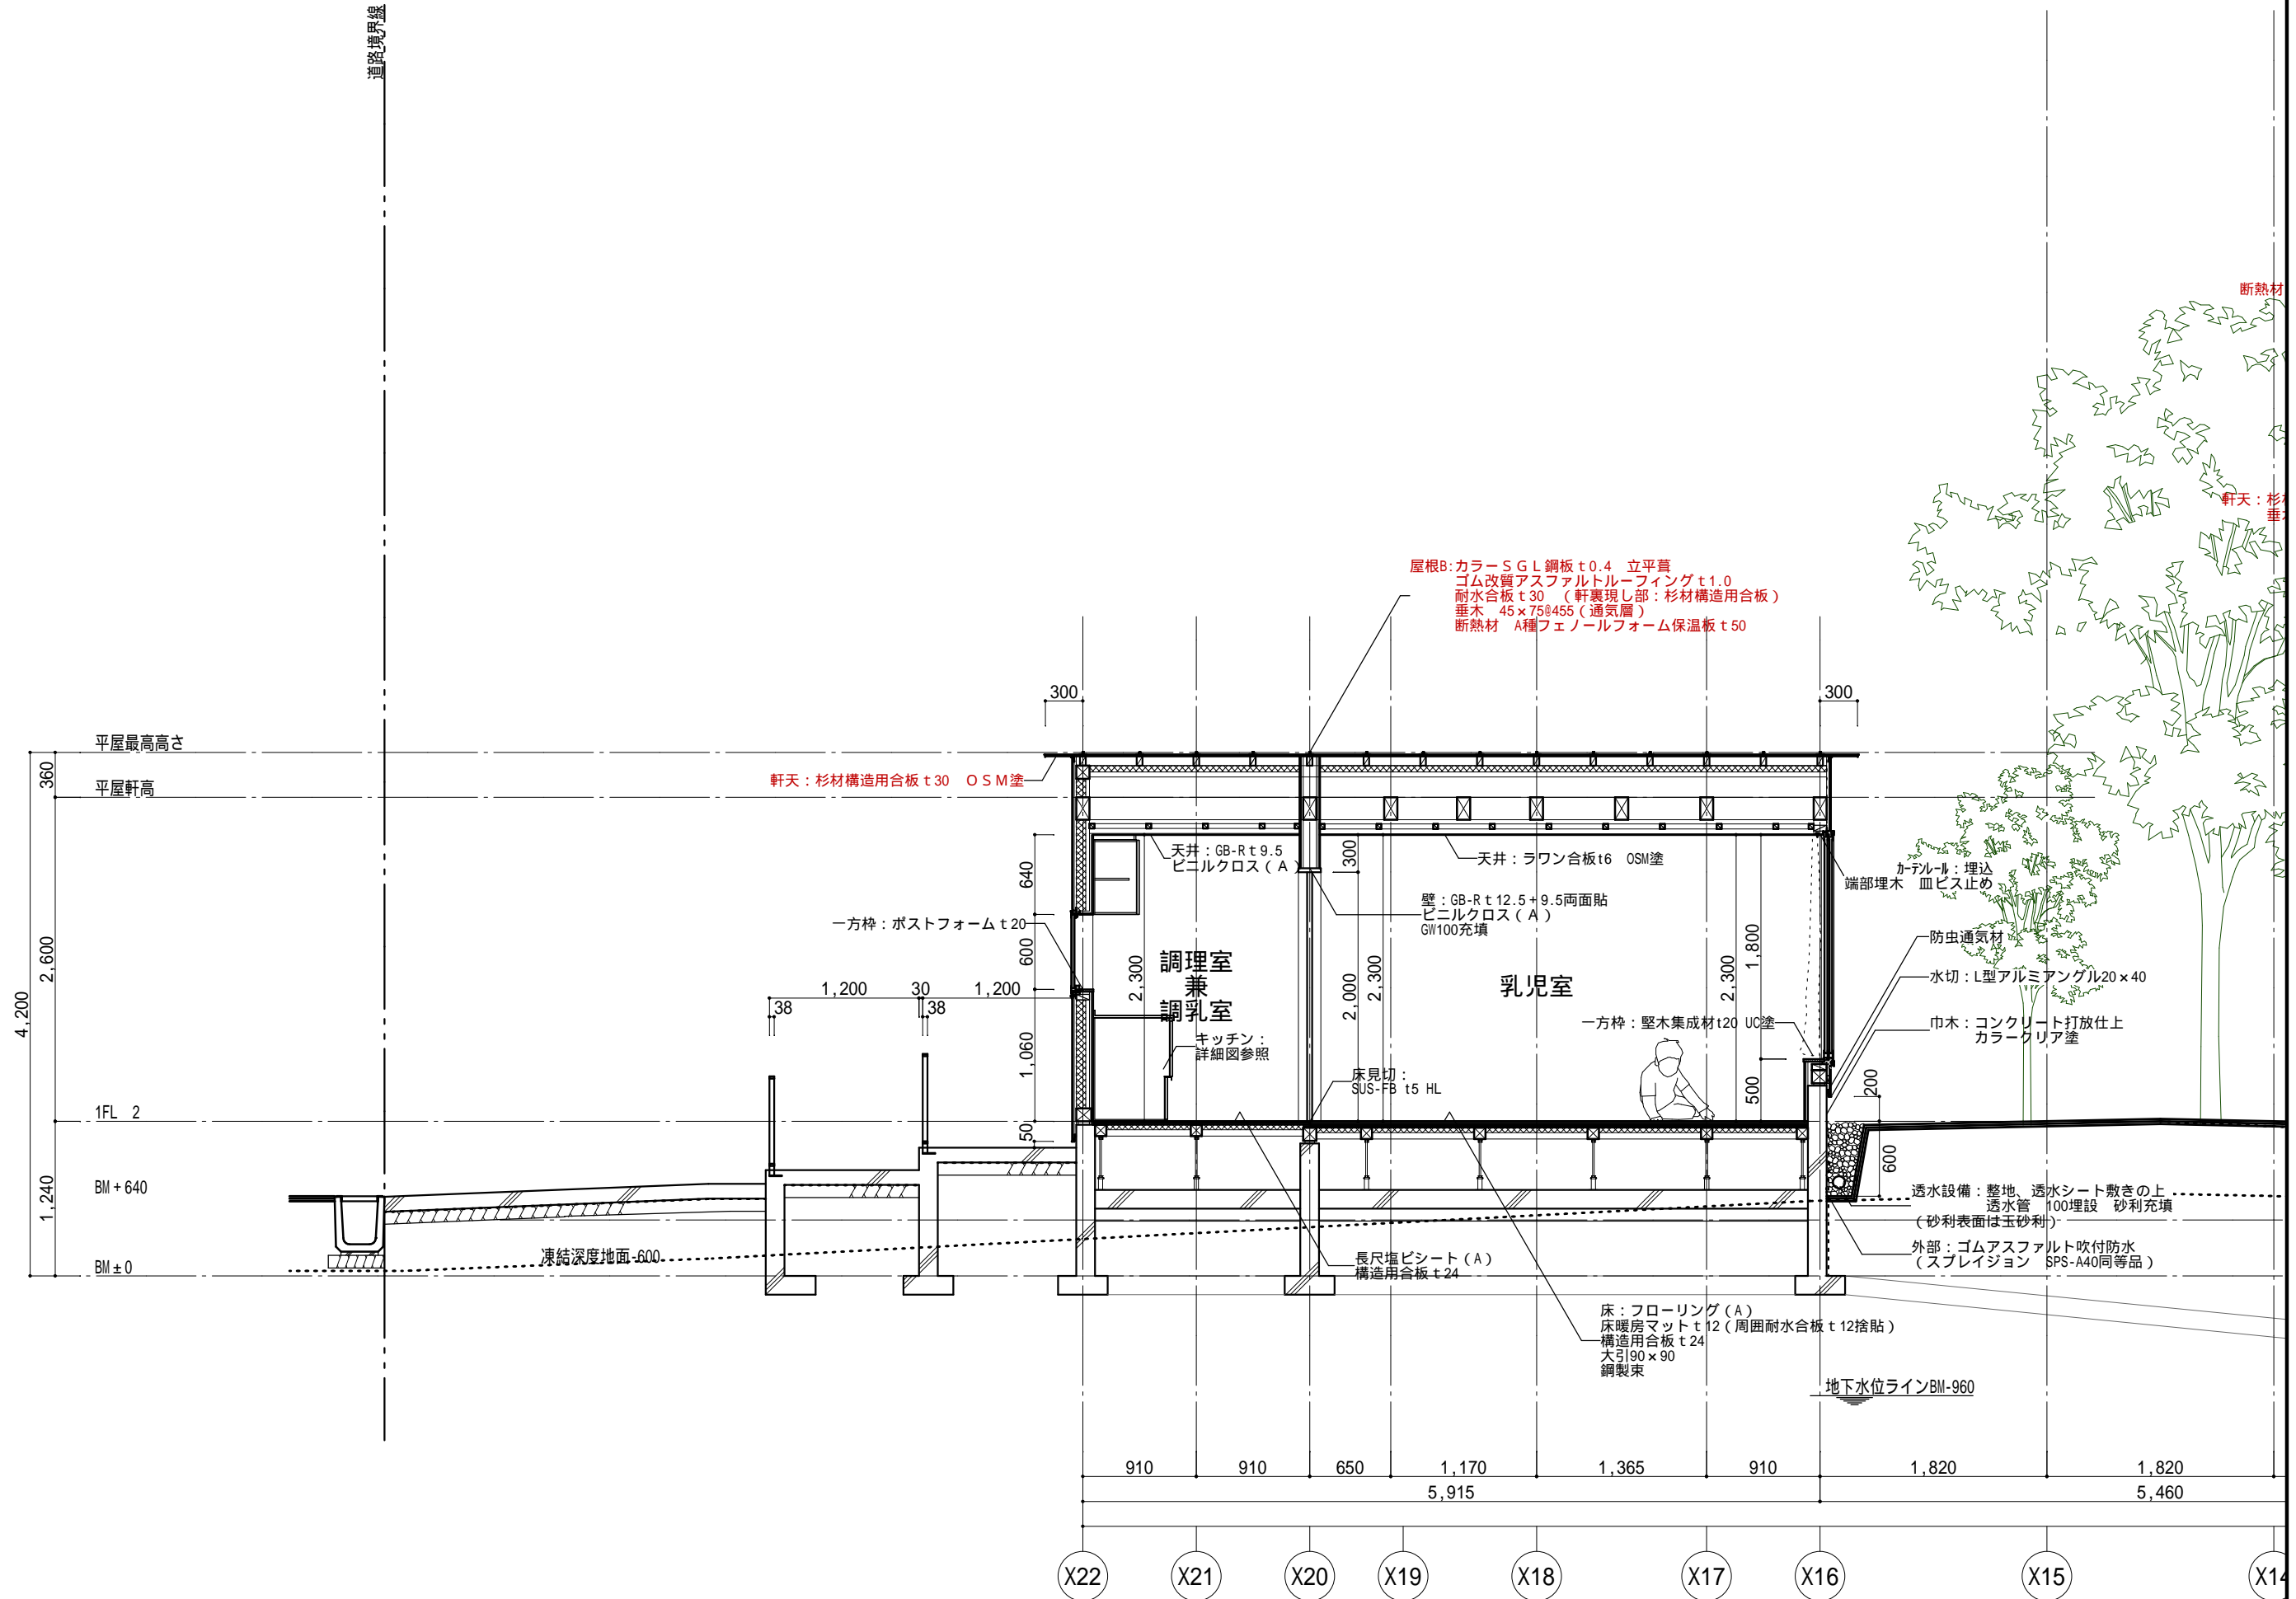 道路境界線
断熱材
軒天：杉
屋根B:カラーＳＧＬ鋼板ｔ0.4　立平葺
ゴム改質アスファルトルーフィングｔ1.0
耐水合板ｔ30　（軒裏現し部：杉材構造用合板）
垂木　45×75@455（通気層）
断熱材　A種フェノールフォーム保温板ｔ50
300
300
平屋最高高さ
360
平屋軒高
軒天：杉材構造用合板ｔ30　ＯＳＭ塗
天井：GB-Rｔ9.5
ビニルクロス（Ａ）
300
天井：ラワン合板t6　OSM塗
ｶｰﾃﾝﾚｰﾙ：埋込
端部埋木　皿ビス止め
640
壁：GB-Rｔ12.5＋9.5両面貼
ビニルクロス（Ａ）
GW100充填
一方枠：ポストフォームｔ20
防虫通気材
水切：L型アルミアングル20×40
4,200
2,600
600
2,300
調理室
兼
調乳室
2,000
2,300
乳児室
2,300
1,800
1,200
30
1,200
38
38
一方枠：堅木集成材t20 UC塗
巾木：コンクリート打放仕上
カラークリア塗
キッチン：
詳細図参照
1,060
床見切：
SUS-FB t5 HL
500
200
1FL　2
50
600
BM＋640
1,240
透水設備：整地、透水シート敷きの上
透水管　100埋設　砂利充填
（砂利表面は玉砂利）
凍結深度地面-600
外部：ゴムアスファルト吹付防水
（スプレイジョン　SPS-A40同等品）
BM±0
長尺塩ビシート（Ａ）
構造用合板ｔ24
床：フローリング（Ａ）
床暖房マットｔ12（周囲耐水合板ｔ12捨貼）
構造用合板ｔ24
大引90×90
鋼製束
地下水位ラインBM-960
910
910
650
1,170
1,365
910
1,820
1,820
5,915
5,460
X22
X21
X20
X19
X18
X17
X16
X15
X14